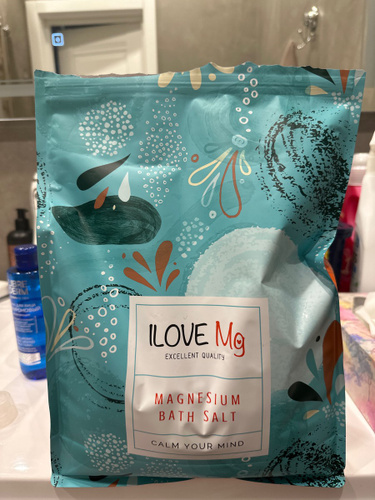 ILOVE Mg
EXCELLENT QUALITY
MAGNESIUM
BATH SALT
CALM YOUR MIND